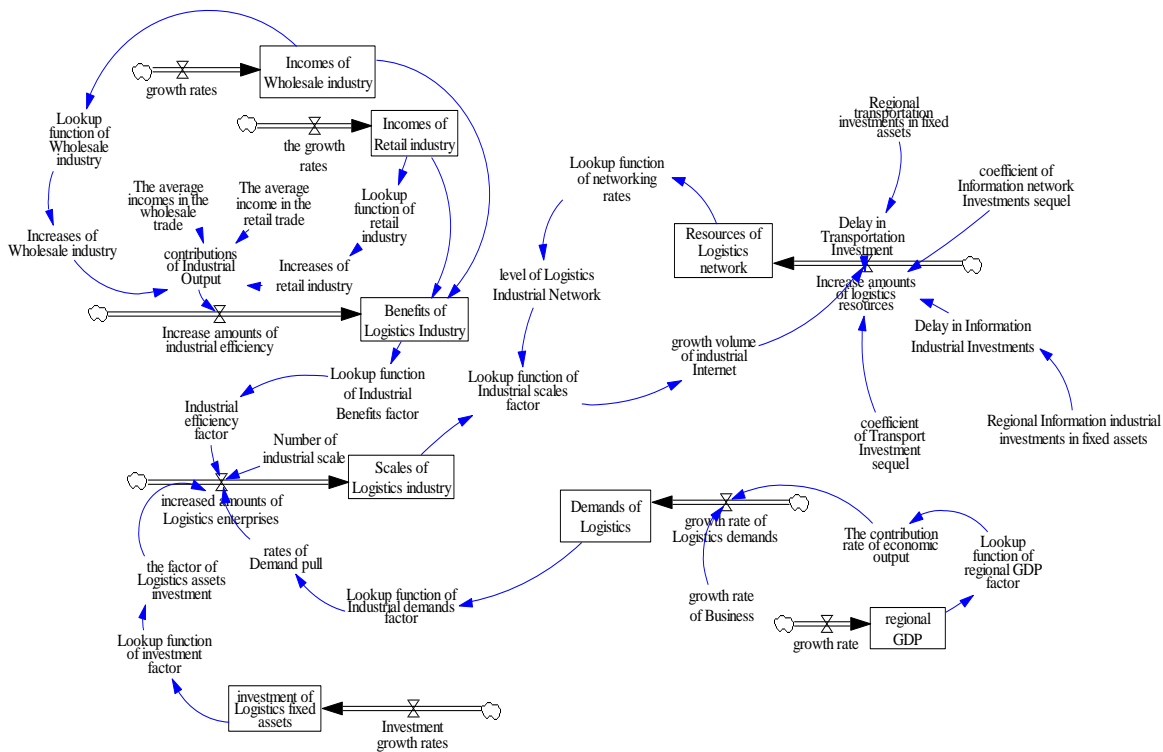 Incomes of
Wholesale industry
growth rates
Incomes of
Retail industry
the growth
rates
Lookup
function of
Wholesale
industry
The average
incomes in the
wholesale
trade
The average
income in the
retail trade
Lookup
function of
retail
industry
Increases of
Wholesale industry
contributions
of Industrial
Output
Increases of
retail industry
Benefits of
Logistics Industry
Increase amounts of
industrial efficiency
Lookup function
of Industrial
Benefits factor
Industrial
efficiency
factor
Number of
industrial scale
Scales of
Logistics industry
increased amounts of
Logistics enterprises
the factor of
Logistics assets
investment
rates of
Demand pull
Lookup function
of investment
factor
investment of
Logistics fixed
assets
Investment
growth rates
Lookup function of
Industrial demands
factor
Demands of
Logistics
growth rate of
Logistics demands
growth rate
of Business
The contribution
rate of economic
output
Lookup
function of
regional GDP
factor
regional
GDP
growth rate
Lookup function
of networking
rates
level of Logistics
Industrial Network
Lookup function of
Industrial scales
factor
growth volume
of industrial
Internet
Resources of
Logistics
network
Regional
transportation
investments in fixed
assets
coefficient of
Information network
Investments sequel
Delay in
Transportation
Investment
Increase amounts
of logistics
resources
Delay in Information
Industrial Investments
coefficient
of Transport
Investment
sequel
Regional Information industrial
investments in fixed assets